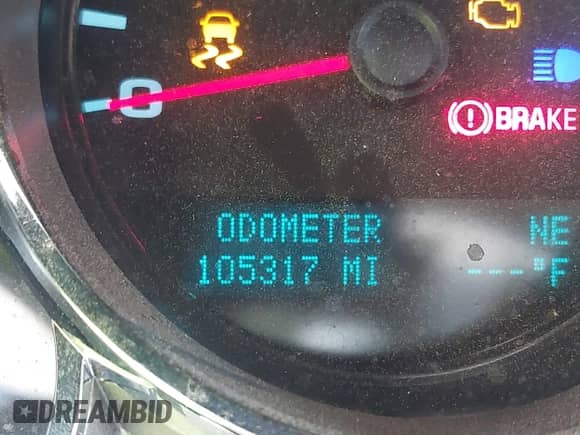 0
BRAKE
ODOMETER NE
105317 MI ---°F
DREAMBID